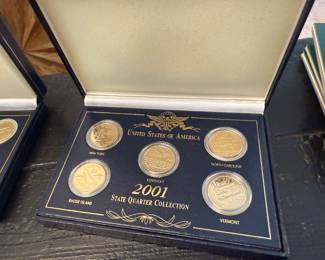 UNITED STATES OF AMERICA
NEW YORK
NORTH CAROLINA
KENTUCKY
RHODE ISLAND
VERMONT
2001
STATE QUARTER COLLECTION